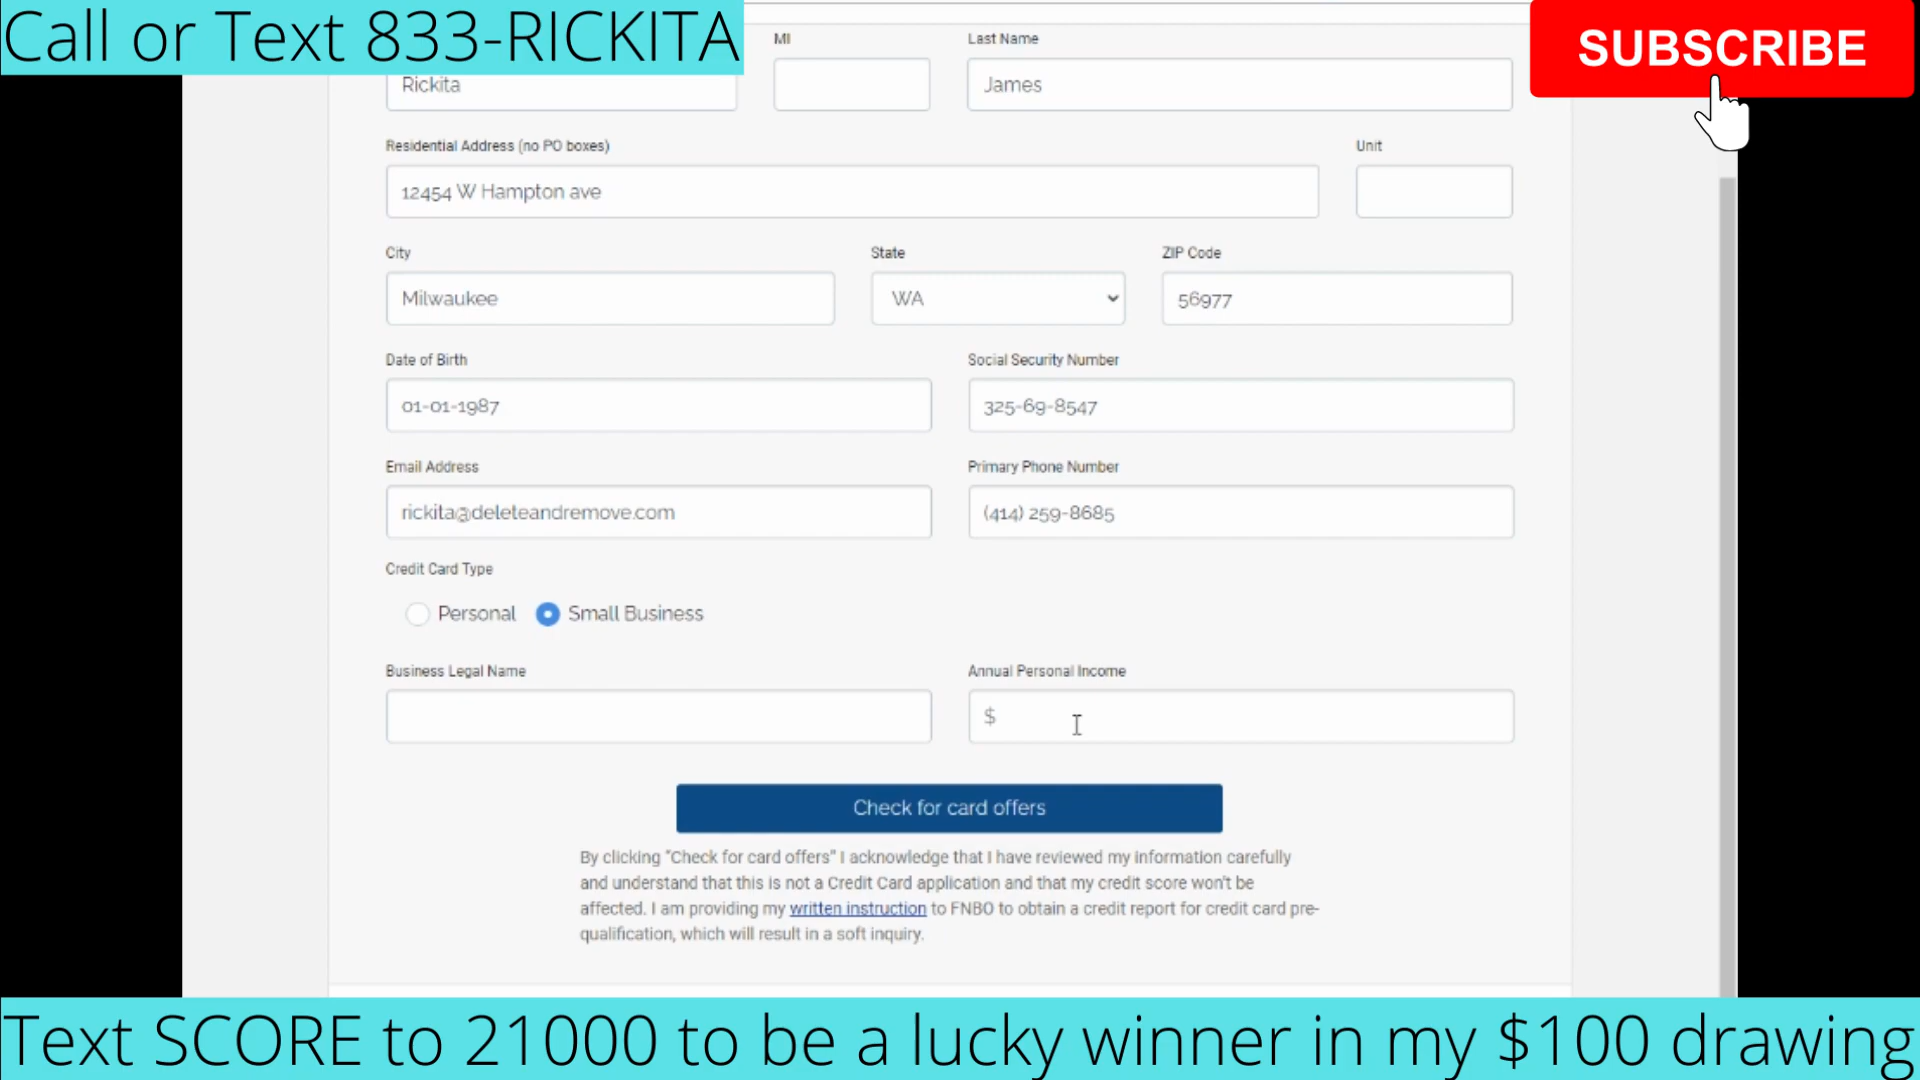 Call or Text 833-RICKITA
SUBSCRIBE
MI
Last Name
Rickita
James
Residential Address (no PO boxes)
Unit
12454 W Hampton ave
City
State
ZIP Code
Milwaukee
WA
56977
Date of Birth
Social Security Number
01-01-1987
325-69-8547
Email Address
Primary Phone Number
rickita@deleteandremove.com
(414) 259-8685
Credit Card Type
Personal
Small Business
Business Legal Name
Annual Personal Income
$
Check for card offers
By clicking "Check for card offers" I acknowledge that I have reviewed my information carefully
and understand that this is not a Credit Card application and that my credit score won't be
affected. I am providing my written instruction to FNBO to obtain a credit report for credit card pre-
qualification, which will result in a soft inquiry.
Text SCORE to 21000 to be a lucky winner in my $100 drawing